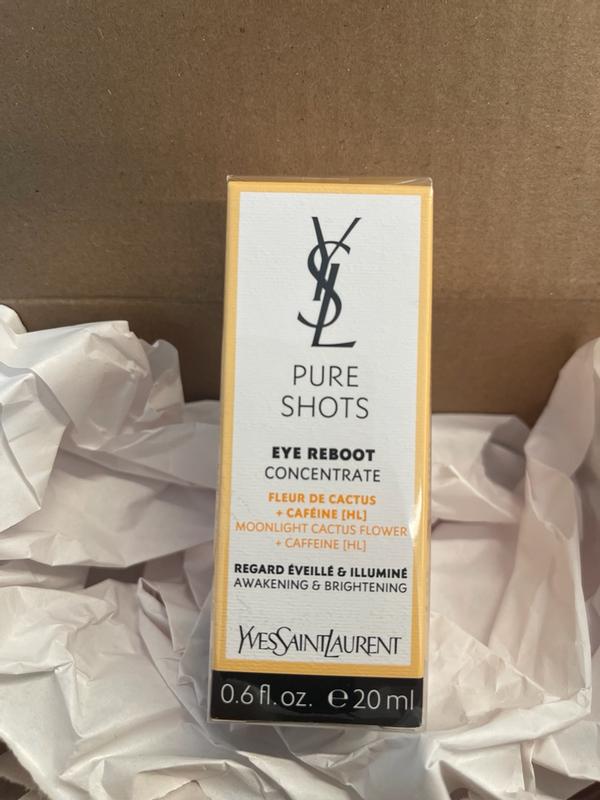 YSL
PURE
SHOTS
EYE REBOOT
CONCENTRATE
FLEUR DE CACTUS
+ CAFÉINE [HL]
MOONLIGHT CACTUS FLOWER
+ CAFFEINE [HL]
REGARD ÉVEILLÉ & ILLUMINÉ
AWAKENING & BRIGHTENING
YVESSAINTLAURENT
0.6 fl. oz. ℮ 20 ml